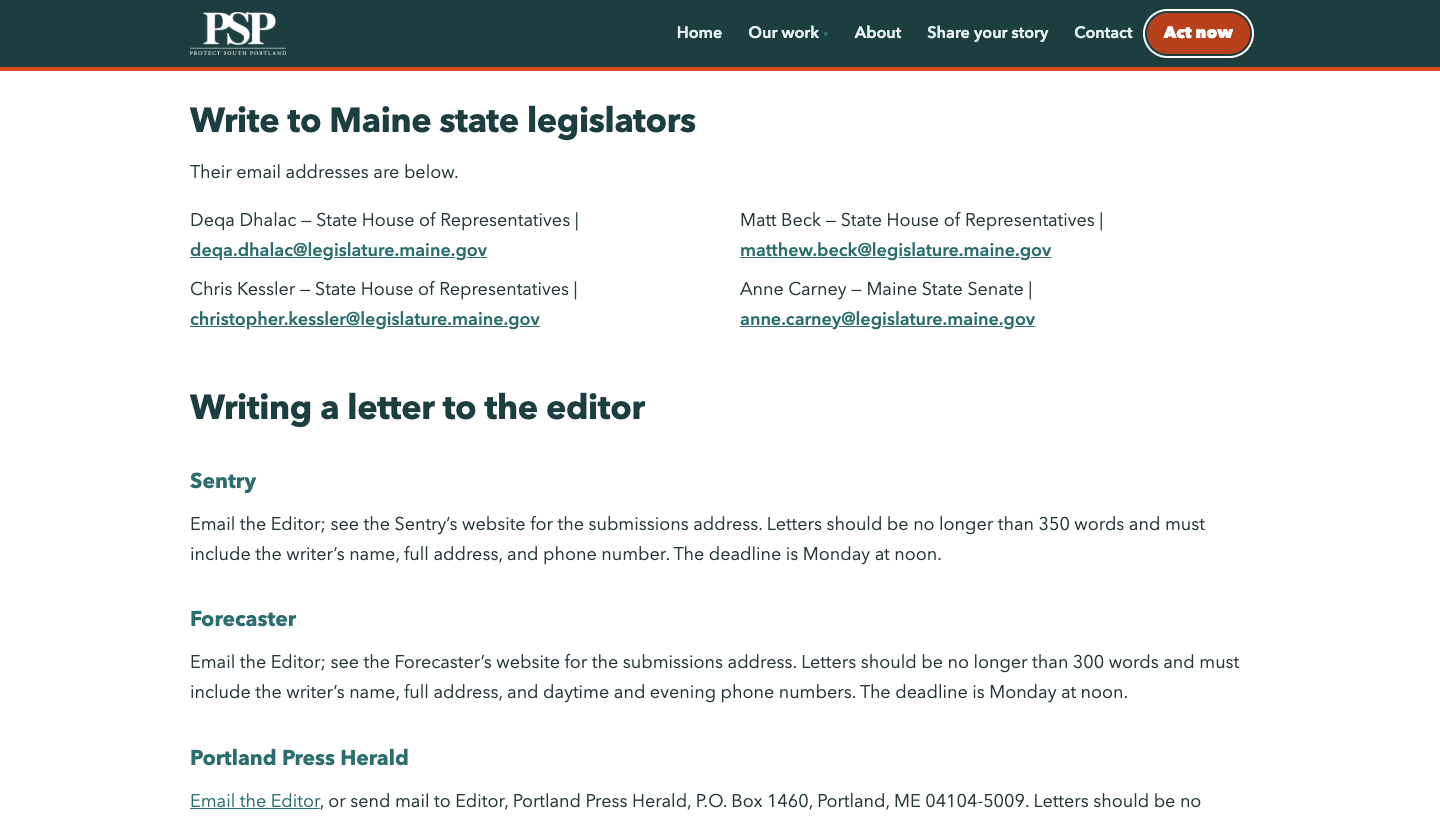 PSP
PROTECT SOUTH PORTLAND
Home
Our work
About
Share your story
Contact
Act now
Write to Maine state legislators
Their email addresses are below.
Deqa Dhalac – State House of Representatives |
deqa.dhalac@legislature.maine.gov
Matt Beck – State House of Representatives |
matthew.beck@legislature.maine.gov
Chris Kessler – State House of Representatives |
christopher.kessler@legislature.maine.gov
Anne Carney – Maine State Senate |
anne.carney@legislature.maine.gov
Writing a letter to the editor
Sentry
Email the Editor; see the Sentry’s website for the submissions address. Letters should be no longer than 350 words and must
include the writer’s name, full address, and phone number. The deadline is Monday at noon.
Forecaster
Email the Editor; see the Forecaster’s website for the submissions address. Letters should be no longer than 300 words and must
include the writer’s name, full address, and daytime and evening phone numbers. The deadline is Monday at noon.
Portland Press Herald
Email the Editor, or send mail to Editor, Portland Press Herald, P.O. Box 1460, Portland, ME 04104-5009. Letters should be no